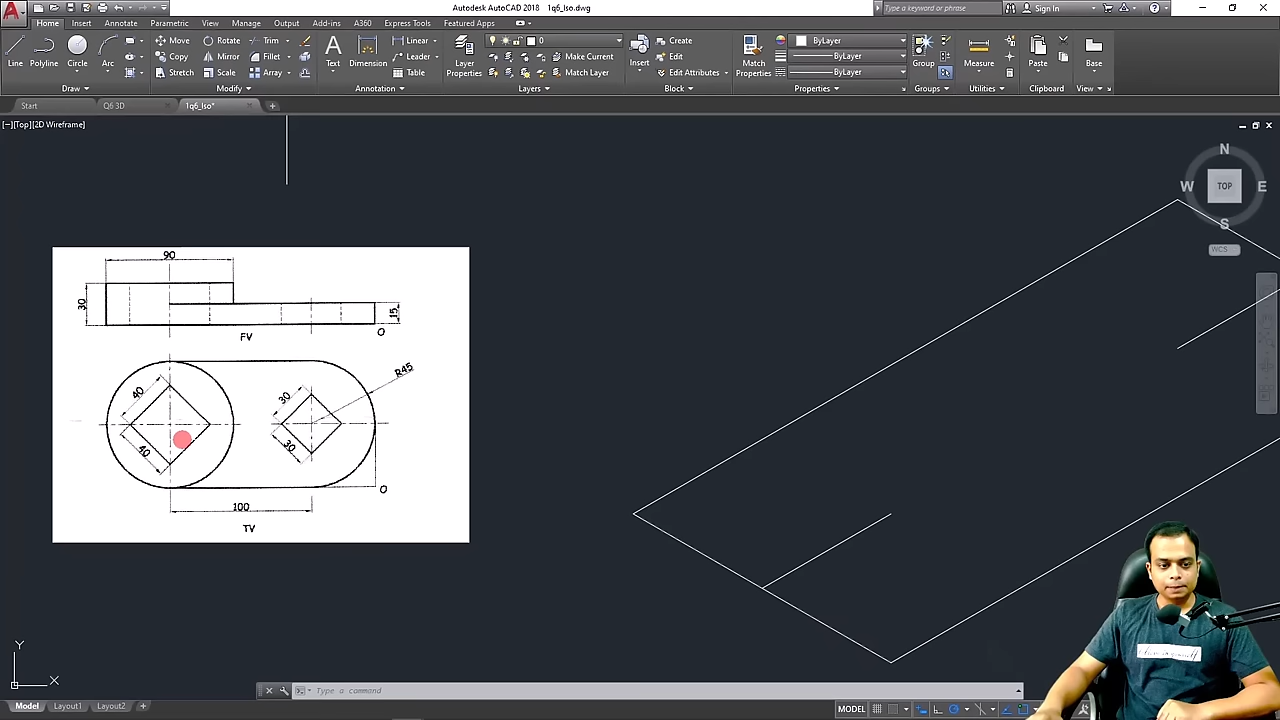 Autodesk AutoCAD 2018 1q6_Iso.dwg
Type a keyword or phrase
Sign In
Home Insert Annotate Parametric View Manage Output Add-ins A360 Express Tools Featured Apps
Line Polyline Circle Arc
Move Rotate Trim
Copy Mirror Fillet
Stretch Scale Array
Text Dimension
Linear
Leader
Table
Layer Properties
0
Make Current
Match Layer
Insert
Create
Edit
Edit Attributes
Match Properties
ByLayer
ByLayer
ByLayer
Group
Measure
Paste
Base
Draw Modify Annotation Layers Block Properties Groups Utilities Clipboard View
Start Q6 3D 1q6_Iso*
[−][Top][2D Wireframe]
N
W TOP E
S
WCS
90
30
15
O
FV
R45
40
30
40
30
O
100
TV
Y
X
Type a command
Model Layout1 Layout2
MODEL